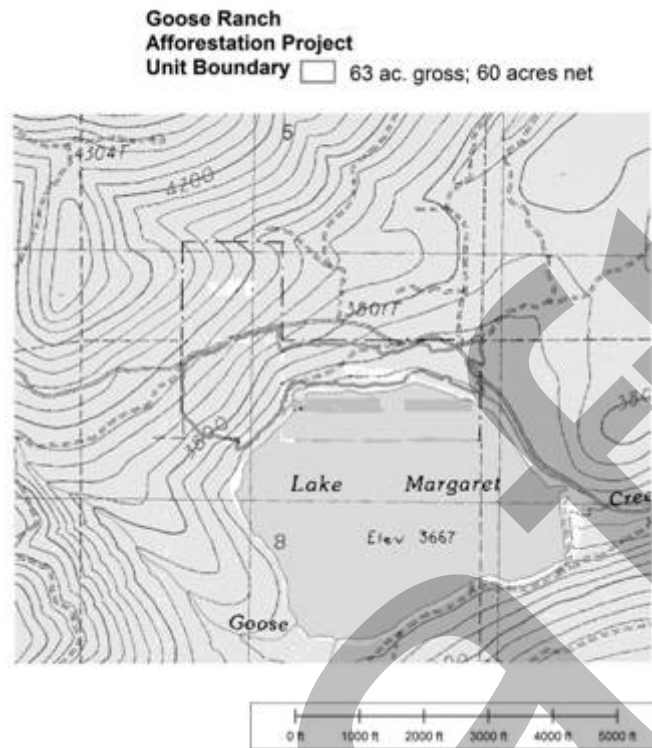 Goose Ranch
Afforestation Project
Unit Boundary 63 ac. gross; 60 acres net
5
4304T
4200
3801T
3800
Lake Margaret
Cree
8
Elev 3667
Goose
0 ft 1000 ft 2000 ft 3000 ft 4000 ft 5000 ft